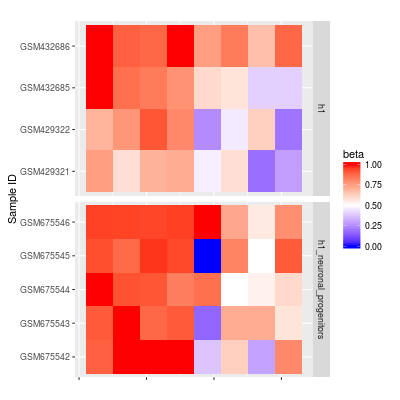 Sample ID
GSM432686
GSM432685
GSM429322
GSM429321
h1
GSM675546
GSM675545
GSM675544
GSM675543
GSM675542
h1_neuronal_progenitors
beta
1.00
0.75
0.50
0.25
0.00